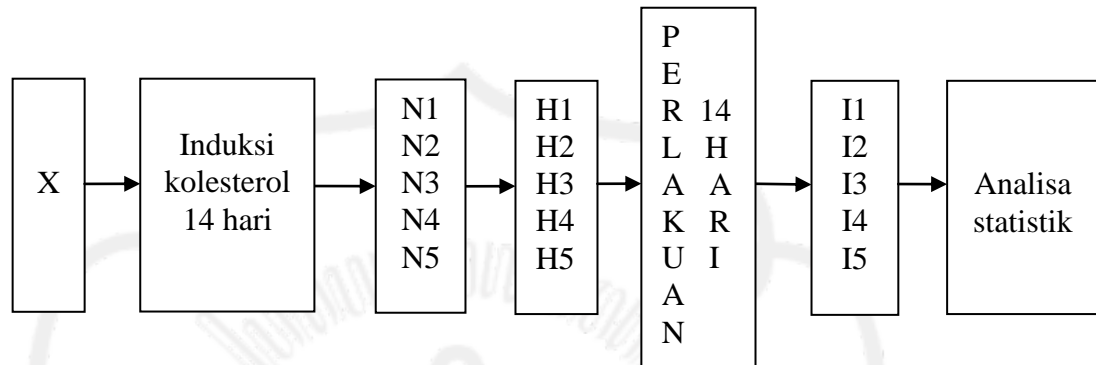 X
Induksi
kolesterol
14 hari
N1
N2
N3
N4
N5
H1
H2
H3
H4
H5
P
E
R
L
A
K
U
A
N
14
H
A
R
I
I1
I2
I3
I4
I5
Analisa
statistik